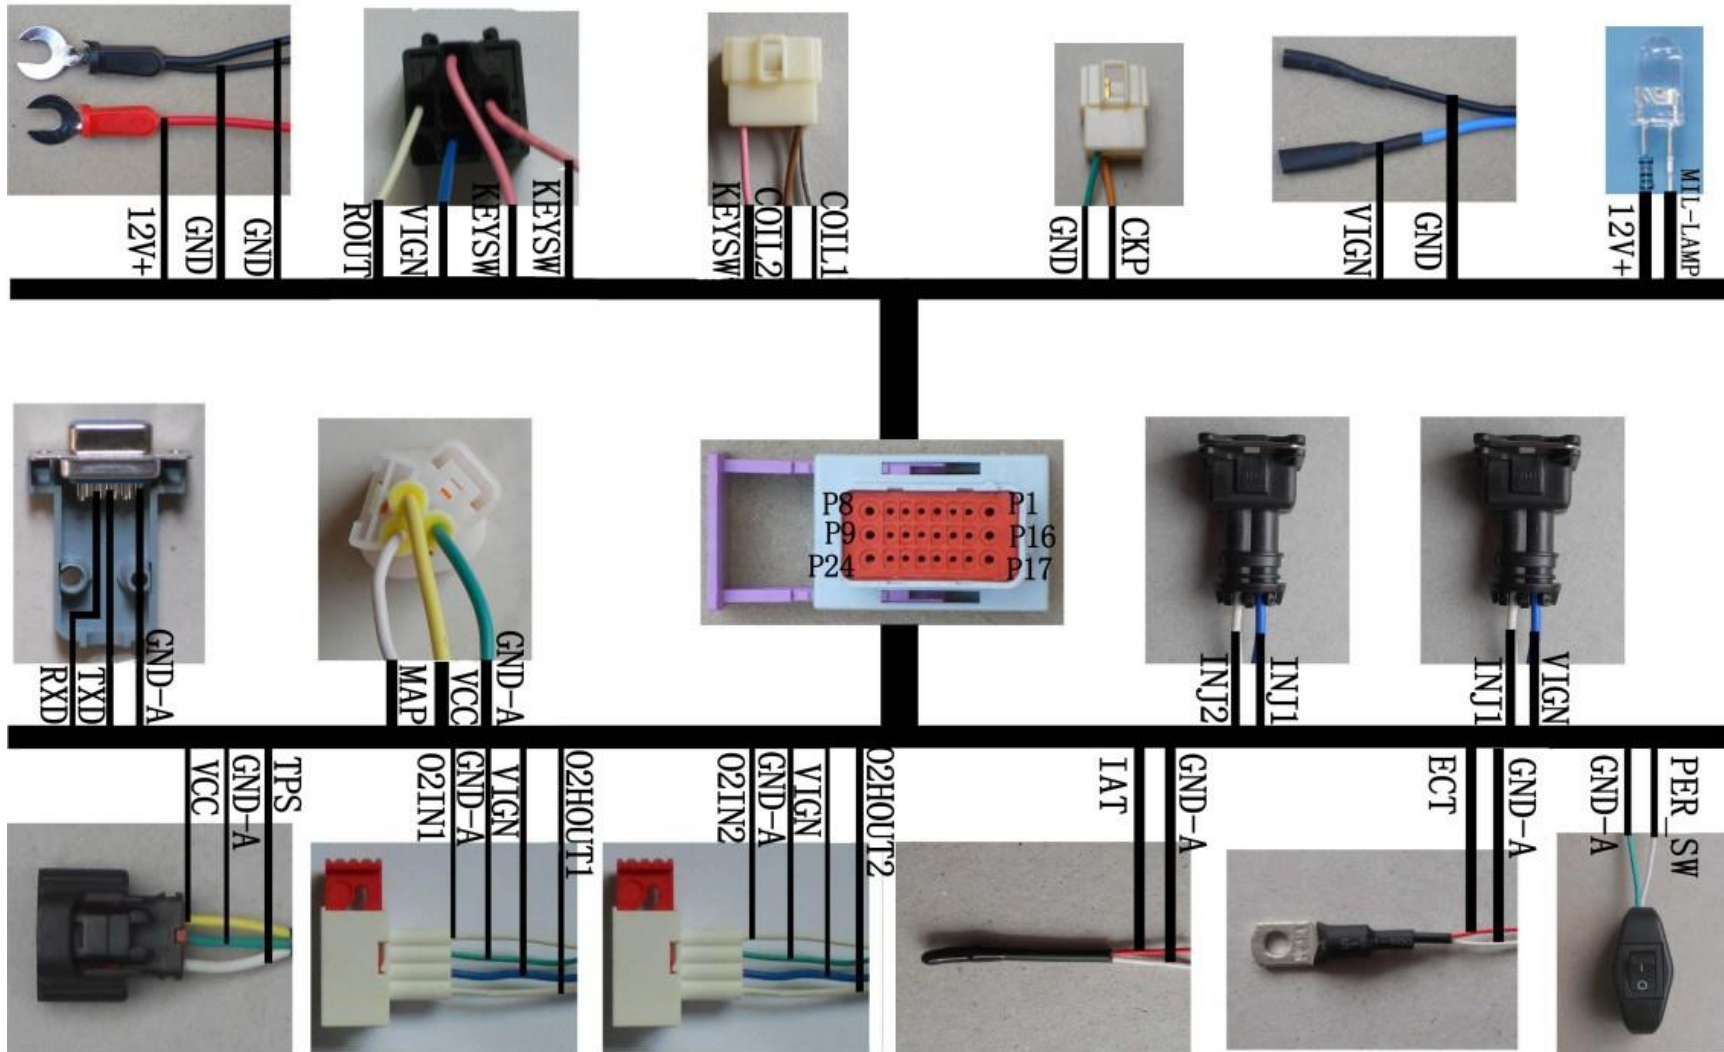 12V+
GND
GND
ROUT
VIGN
KEYSW
KEYSW
KEYSW
COIL2
COIL1
GND
CKP
VIGN
GND
12V+
MIL-LAMP
RXD
TXD
GND-A
MAP
VCC
GND-A
P8
P1
P9
P16
P24
P17
INJ2
INJ1
INJ1
VIGN
VCC
GND-A
TPS
O2IN1
GND-A
VIGN
O2HOUT1
O2IN2
GND-A
VIGN
O2HOUT2
IAT
GND-A
ECT
GND-A
GND-A
PER_SW